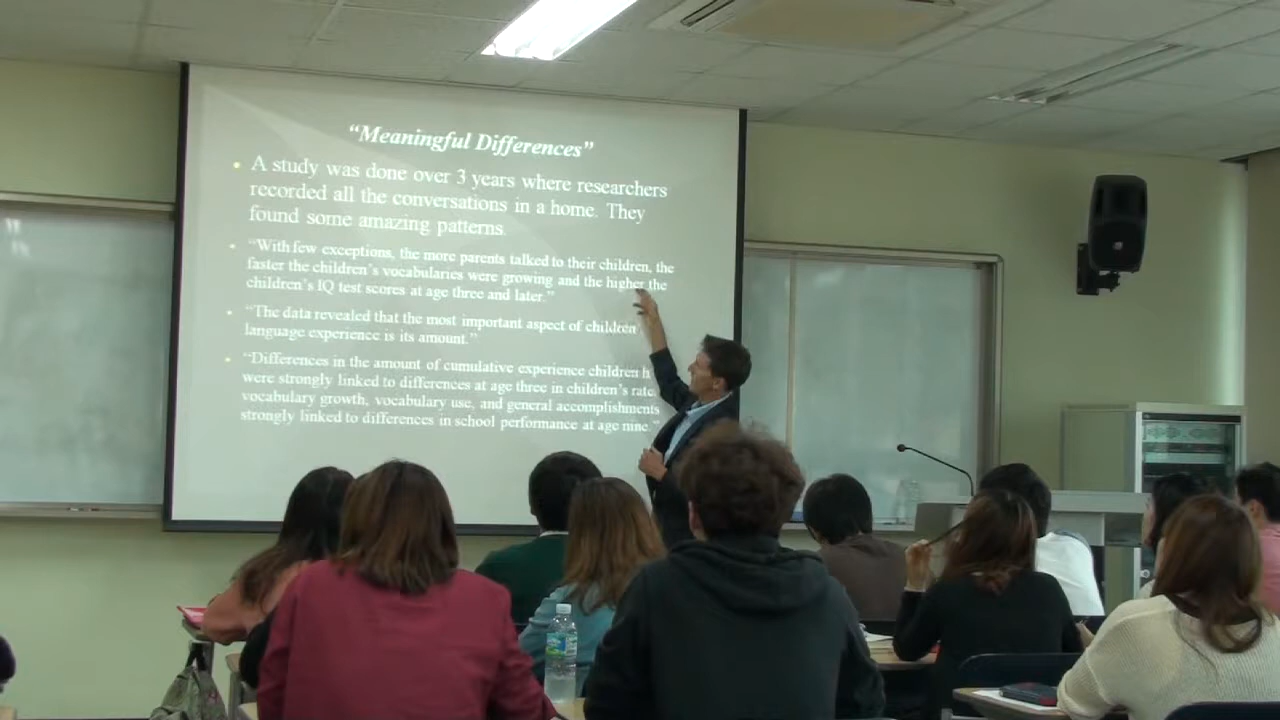 “Meaningful Differences”
• A study was done over 3 years where researchers
recorded all the conversations in a home. They
found some amazing patterns.
• “With few exceptions, the more parents talked to their children, the
faster the children’s vocabularies were growing and the higher the
children’s IQ test scores at age three and later.”
• “The data revealed that the most important aspect of children
language experience is its amount.”
• “Differences in the amount of cumulative experience children h
were strongly linked to differences at age three in children’s rate
vocabulary growth, vocabulary use, and general accomplishments
strongly linked to differences in school performance at age nine.”